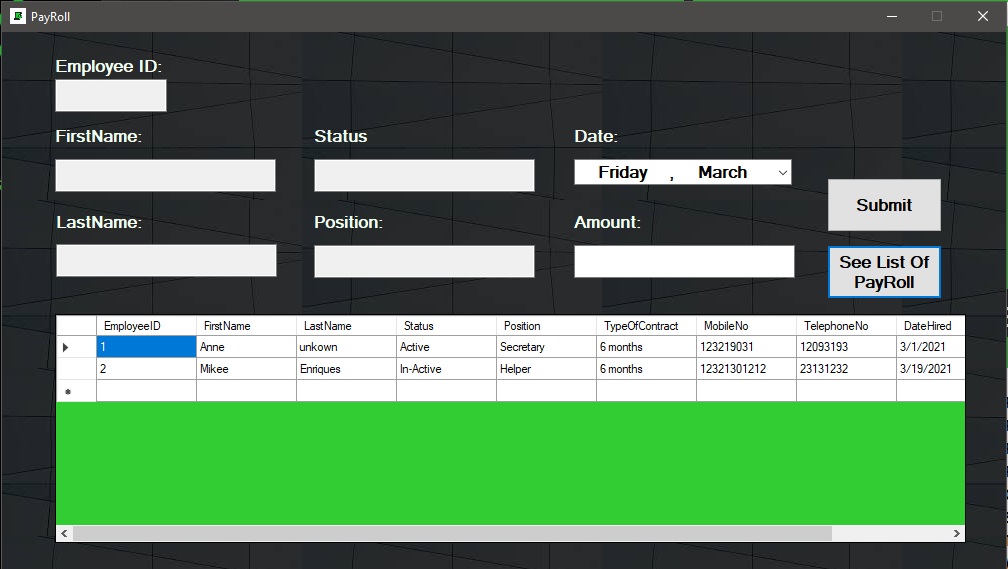 PayRoll
Employee ID:
FirstName:
Status
Date:
Friday , March
Submit
LastName:
Position:
Amount:
See List Of
PayRoll
EmployeeID FirstName LastName Status Position TypeOfContract MobileNo TelephoneNo DateHired
1 Anne unkown Active Secretary 6 months 123219031 12093193 3/1/2021
2 Mikee Enriques In-Active Helper 6 months 12321301212 23131232 3/19/2021